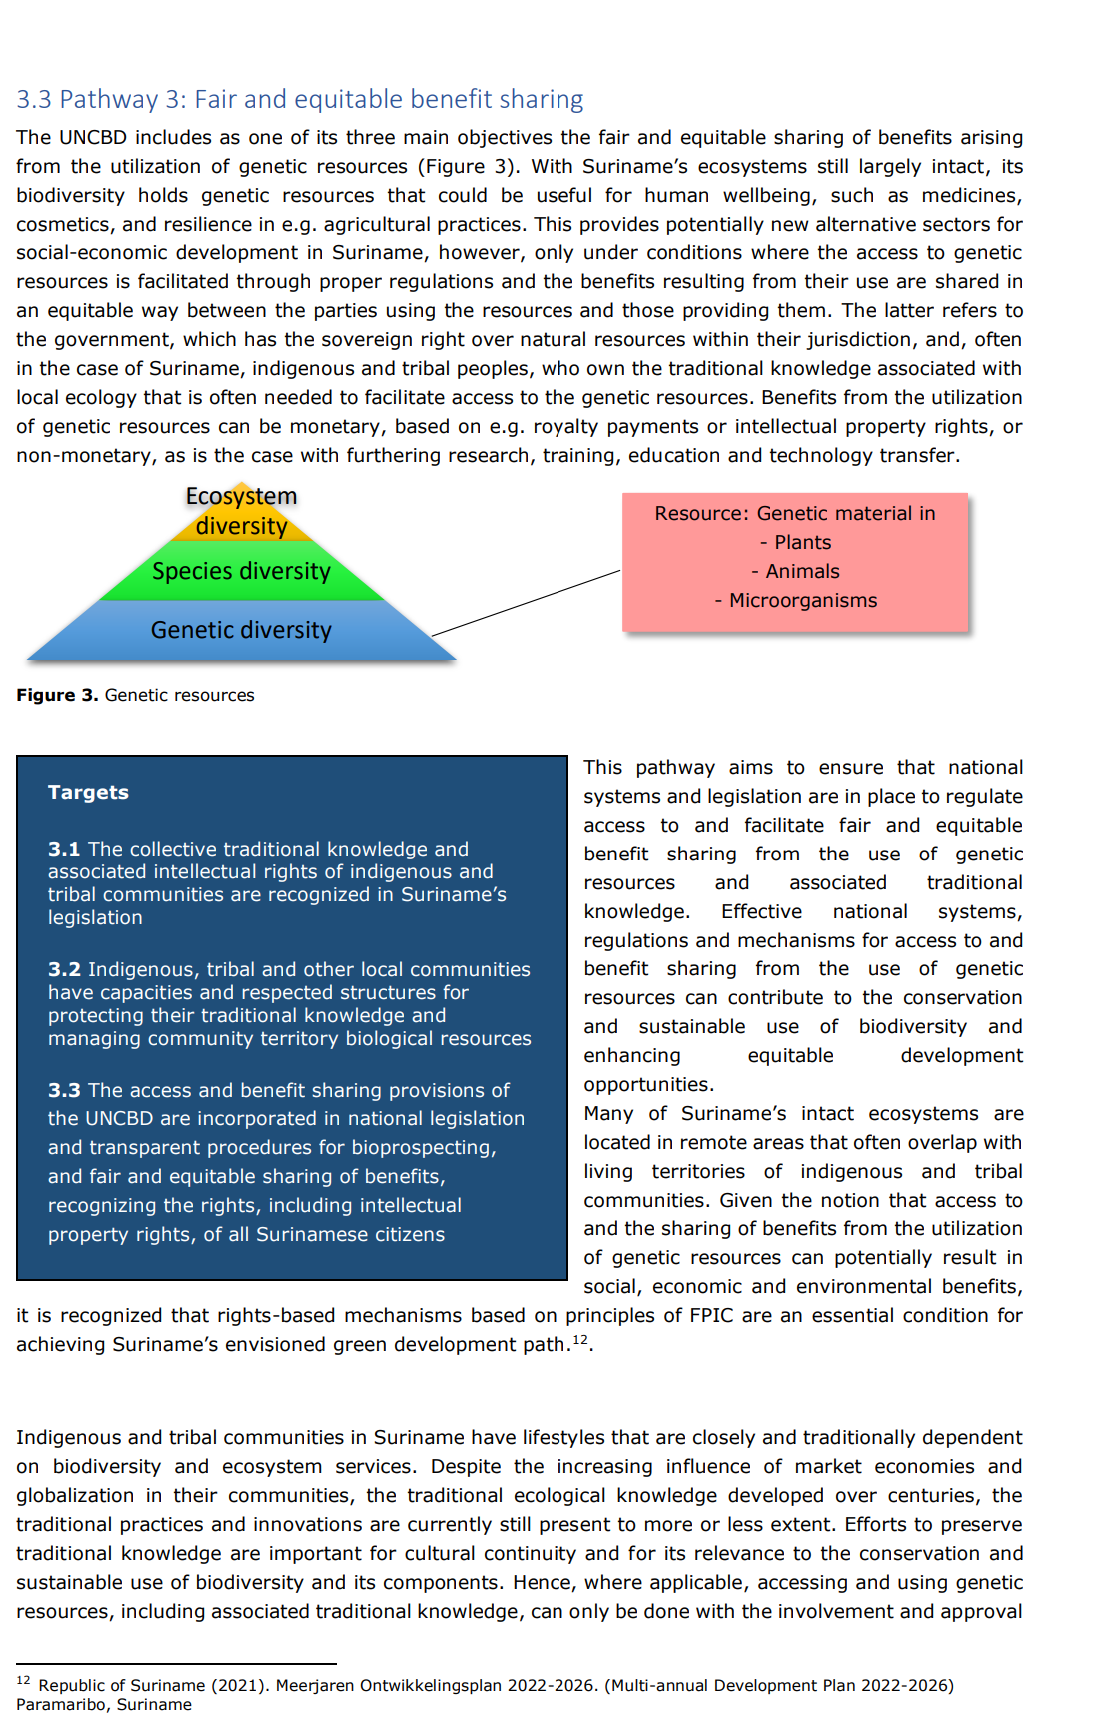 3.3 Pathway 3: Fair and equitable benefit sharing
The UNCBD includes as one of its three main objectives the fair and equitable sharing of benefits arising
from the utilization of genetic resources (Figure 3). With Suriname’s ecosystems still largely intact, its
biodiversity holds genetic resources that could be useful for human wellbeing, such as medicines,
cosmetics, and resilience in e.g. agricultural practices. This provides potentially new alternative sectors for
social-economic development in Suriname, however, only under conditions where the access to genetic
resources is facilitated through proper regulations and the benefits resulting from their use are shared in
an equitable way between the parties using the resources and those providing them. The latter refers to
the government, which has the sovereign right over natural resources within their jurisdiction, and, often
in the case of Suriname, indigenous and tribal peoples, who own the traditional knowledge associated with
local ecology that is often needed to facilitate access to the genetic resources. Benefits from the utilization
of genetic resources can be monetary, based on e.g. royalty payments or intellectual property rights, or
non-monetary, as is the case with furthering research, training, education and technology transfer.
Ecosystem
diversity
Species diversity
Genetic diversity
Resource: Genetic material in
- Plants
- Animals
- Microorganisms
Figure 3. Genetic resources
Targets
3.1 The collective traditional knowledge and
associated intellectual rights of indigenous and
tribal communities are recognized in Suriname’s
legislation
3.2 Indigenous, tribal and other local communities
have capacities and respected structures for
protecting their traditional knowledge and
managing community territory biological resources
3.3 The access and benefit sharing provisions of
the UNCBD are incorporated in national legislation
and transparent procedures for bioprospecting,
and fair and equitable sharing of benefits,
recognizing the rights, including intellectual
property rights, of all Surinamese citizens
This pathway aims to ensure that national
systems and legislation are in place to regulate
access to and facilitate fair and equitable
benefit sharing from the use of genetic
resources and associated traditional
knowledge. Effective national systems,
regulations and mechanisms for access to and
benefit sharing from the use of genetic
resources can contribute to the conservation
and sustainable use of biodiversity and
enhancing equitable development
opportunities.
Many of Suriname’s intact ecosystems are
located in remote areas that often overlap with
living territories of indigenous and tribal
communities. Given the notion that access to
and the sharing of benefits from the utilization
of genetic resources can potentially result in
social, economic and environmental benefits,
it is recognized that rights-based mechanisms based on principles of FPIC are an essential condition for
achieving Suriname’s envisioned green development path.12.
Indigenous and tribal communities in Suriname have lifestyles that are closely and traditionally dependent
on biodiversity and ecosystem services. Despite the increasing influence of market economies and
globalization in their communities, the traditional ecological knowledge developed over centuries, the
traditional practices and innovations are currently still present to more or less extent. Efforts to preserve
traditional knowledge are important for cultural continuity and for its relevance to the conservation and
sustainable use of biodiversity and its components. Hence, where applicable, accessing and using genetic
resources, including associated traditional knowledge, can only be done with the involvement and approval
12 Republic of Suriname (2021). Meerjaren Ontwikkelingsplan 2022-2026. (Multi-annual Development Plan 2022-2026)
Paramaribo, Suriname